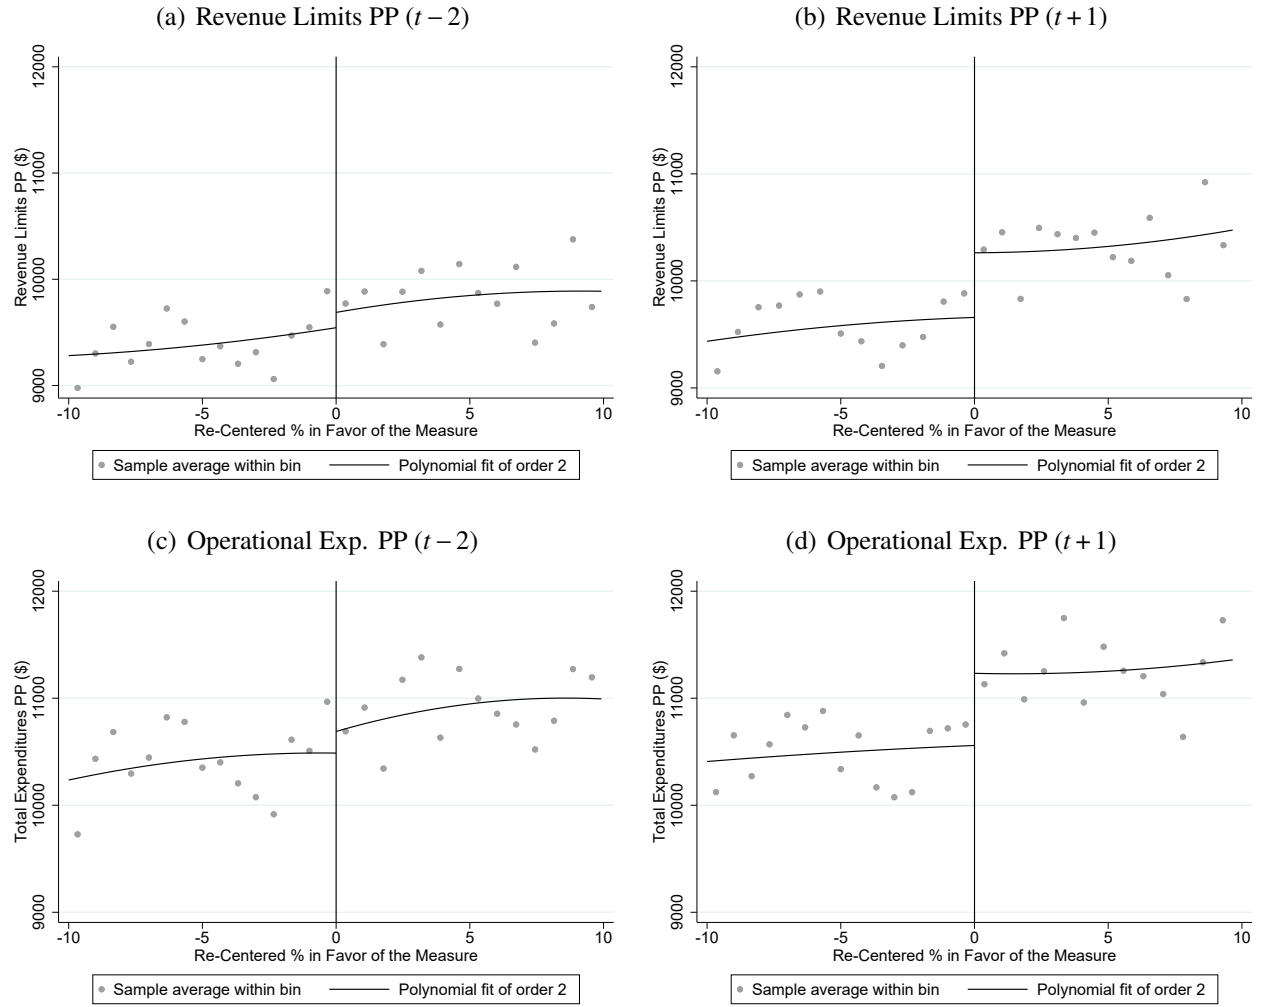 (a) Revenue Limits PP (t − 2)
12000
11000
10000
9000
Revenue Limits PP ($)
-10 -5 0 5 10
Re-Centered % in Favor of the Measure
Sample average within bin Polynomial fit of order 2
(b) Revenue Limits PP (t + 1)
12000
11000
10000
9000
Revenue Limits PP ($)
-10 -5 0 5 10
Re-Centered % in Favor of the Measure
Sample average within bin Polynomial fit of order 2
(c) Operational Exp. PP (t − 2)
12000
11000
10000
9000
Total Expenditures PP ($)
-10 -5 0 5 10
Re-Centered % in Favor of the Measure
Sample average within bin Polynomial fit of order 2
(d) Operational Exp. PP (t + 1)
12000
11000
10000
9000
Total Expenditures PP ($)
-10 -5 0 5 10
Re-Centered % in Favor of the Measure
Sample average within bin Polynomial fit of order 2